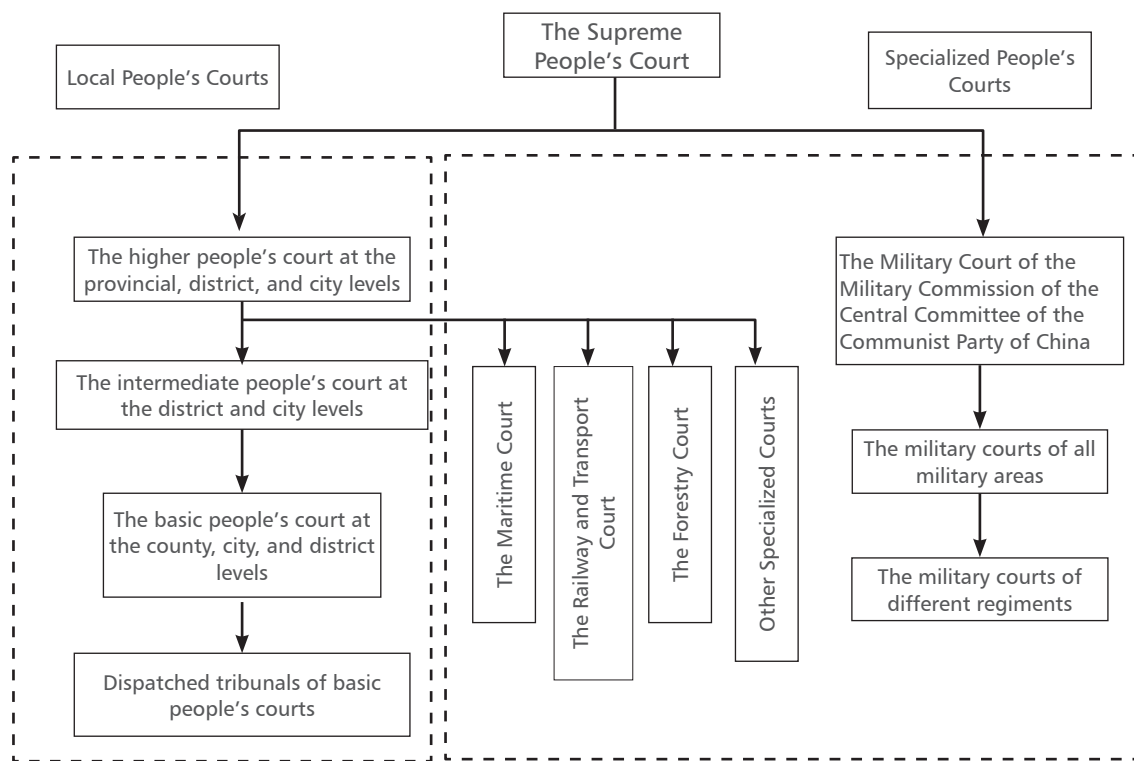 The Supreme
People's Court
Local People's Courts
Specialized People's
Courts
The higher people's court at the
provincial, district, and city levels
The intermediate people's court at
the district and city levels
The basic people's court at
the county, city, and district
levels
Dispatched tribunals of basic
people's courts
The Maritime Court
The Railway and Transport
Court
The Forestry Court
Other Specialized Courts
The Military Court of the
Military Commission of the
Central Committee of the
Communist Party of China
The military courts of all
military areas
The military courts of
different regiments